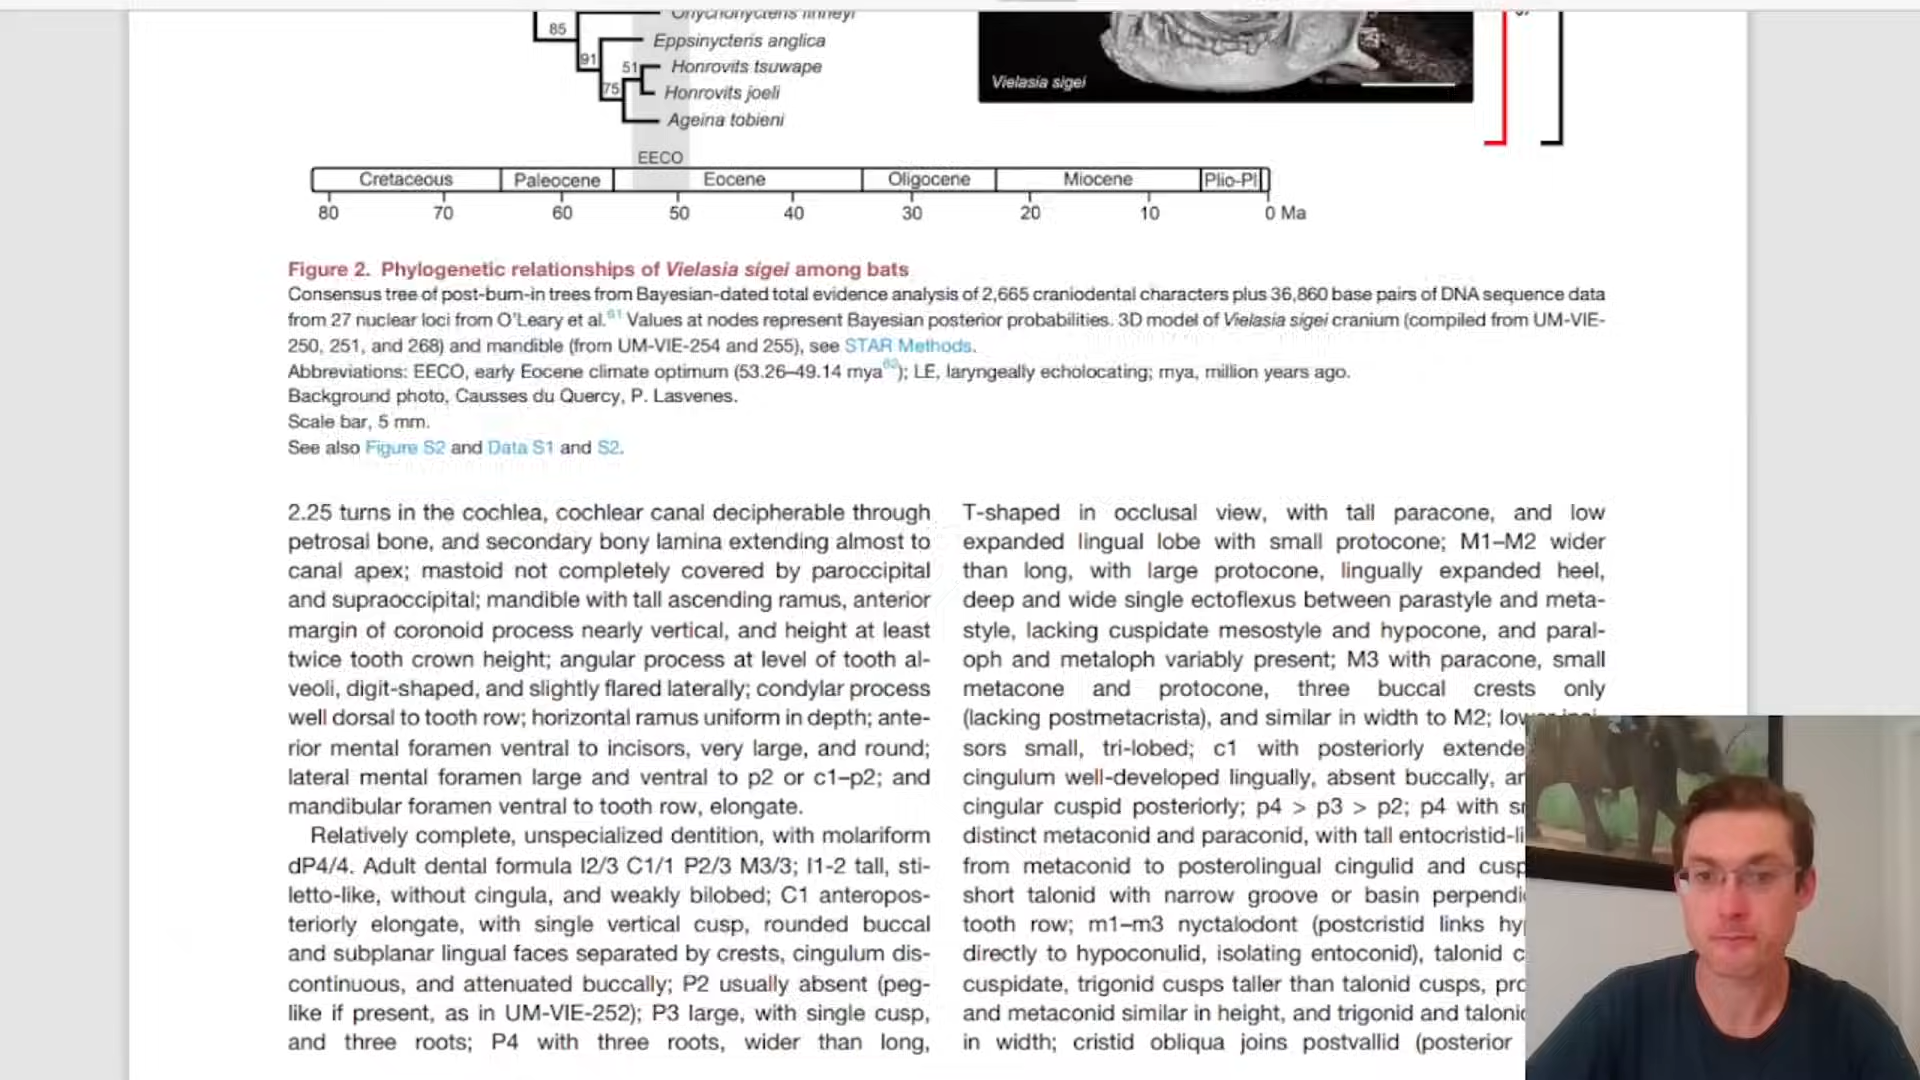 85
Onychonycteris finneyi
Eppsinycteris anglica
91
51
Honrovits tsuwape
75
Honrovits joeli
Ageina tobieni
Vielasia sigei
EECO
Cretaceous Paleocene Eocene Oligocene Miocene Plio-Pl
80 70 60 50 40 30 20 10 0 Ma
Figure 2. Phylogenetic relationships of Vielasia sigei among bats
Consensus tree of post-burn-in trees from Bayesian-dated total evidence analysis of 2,665 craniodental characters plus 36,860 base pairs of DNA sequence data
from 27 nuclear loci from O'Leary et al.61 Values at nodes represent Bayesian posterior probabilities. 3D model of Vielasia sigei cranium (compiled from UM-VIE-
250, 251, and 268) and mandible (from UM-VIE-254 and 255), see STAR Methods.
Abbreviations: EECO, early Eocene climate optimum (53.26–49.14 mya); LE, laryngeally echolocating; mya, million years ago.
Background photo, Causses du Quercy, P. Lasvenes.
Scale bar, 5 mm.
See also Figure S2 and Data S1 and S2.
2.25 turns in the cochlea, cochlear canal decipherable through
petrosal bone, and secondary bony lamina extending almost to
canal apex; mastoid not completely covered by paroccipital
and supraoccipital; mandible with tall ascending ramus, anterior
margin of coronoid process nearly vertical, and height at least
twice tooth crown height; angular process at level of tooth al-
veoli, digit-shaped, and slightly flared laterally; condylar process
well dorsal to tooth row; horizontal ramus uniform in depth; ante-
rior mental foramen ventral to incisors, very large, and round;
lateral mental foramen large and ventral to p2 or c1–p2; and
mandibular foramen ventral to tooth row, elongate.
Relatively complete, unspecialized dentition, with molariform
dP4/4. Adult dental formula I2/3 C1/1 P2/3 M3/3; I1-2 tall, sti-
letto-like, without cingula, and weakly bilobed; C1 anteropos-
teriorly elongate, with single vertical cusp, rounded buccal
and subplanar lingual faces separated by crests, cingulum dis-
continuous, and attenuated buccally; P2 usually absent (peg-
like if present, as in UM-VIE-252); P3 large, with single cusp,
and three roots; P4 with three roots, wider than long,
T-shaped in occlusal view, with tall paracone, and low
expanded lingual lobe with small protocone; M1–M2 wider
than long, with large protocone, lingually expanded heel,
deep and wide single ectoflexus between parastyle and meta-
style, lacking cuspidate mesostyle and hypocone, and paral-
oph and metaloph variably present; M3 with paracone, small
metacone and protocone, three buccal crests only
(lacking postmetacrista), and similar in width to M2;
sors small, tri-lobed; c1 with posteriorly extende
cingulum well-developed lingually, absent buccally, an
cingular cuspid posteriorly; p4 > p3 > p2; p4 with
distinct metaconid and paraconid, with tall entocristid-li
from metaconid to posterolingual cingulid and cusp
short talonid with narrow groove or basin perpendic
tooth row; m1–m3 nyctalodont (postcristid links hy
directly to hypoconulid, isolating entoconid), talonid c
cuspidate, trigonid cusps taller than talonid cusps, pro
and metaconid similar in height, and trigonid and talonid
in width; cristid obliqua joins postvallid (posterior